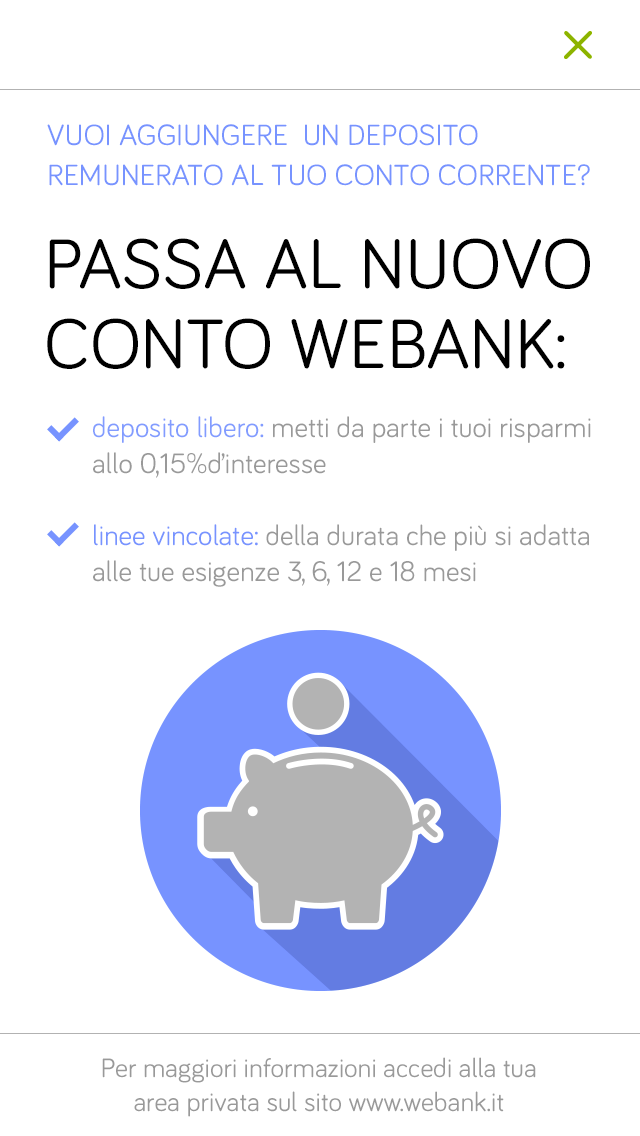 VUOI AGGIUNGERE UN DEPOSITO
REMUNERATO AL TUO CONTO CORRENTE?
PASSA AL NUOVO
CONTO WEBANK:
deposito libero: metti da parte i tuoi risparmi
allo 0,15%d'interesse
linee vincolate: della durata che più si adatta
alle tue esigenze 3, 6, 12 e 18 mesi
Per maggiori informazioni accedi alla tua
area privata sul sito www.webank.it